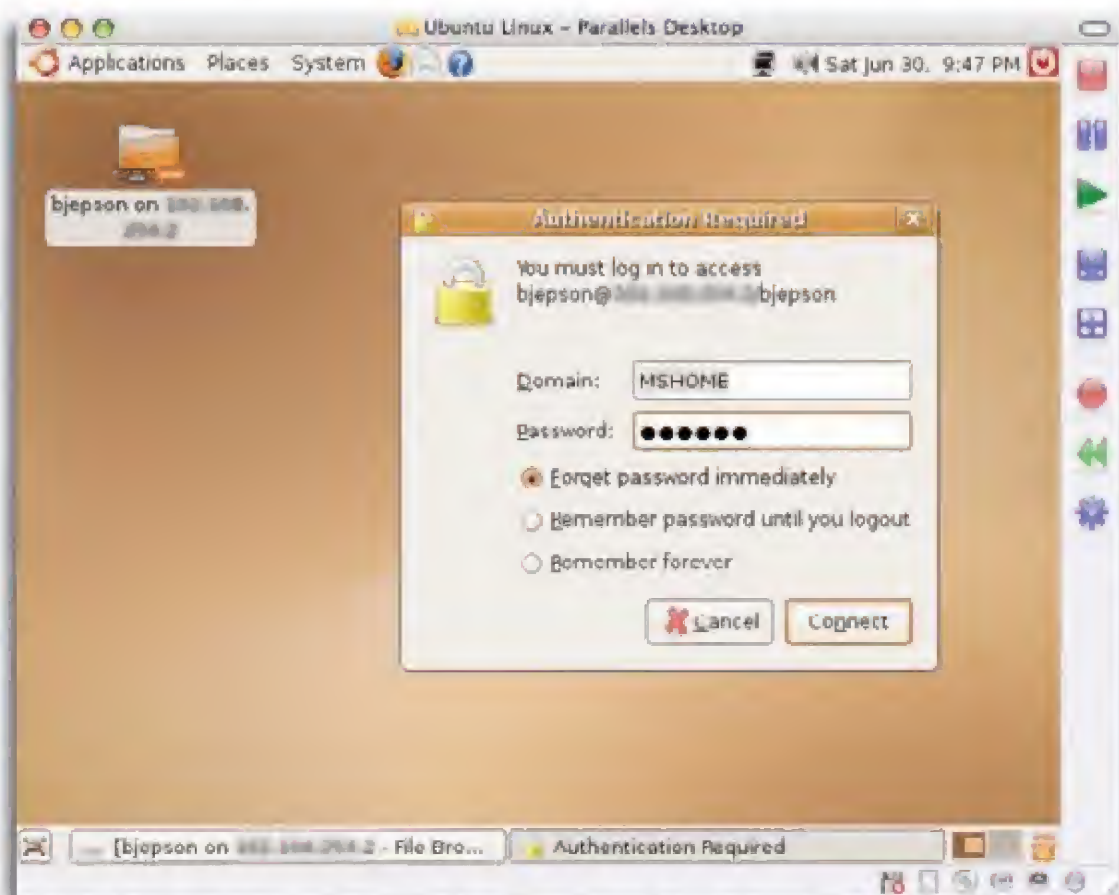 Ubuntu Linux – Parallels Desktop
Applications Places System Sat Jun 30, 9:47 PM
bjepson on
Authentication Required
You must log in to access
bjepson@ /bjepson
Domain: MSHOME
Password: ●●●●●●
Forget password immediately
Remember password until you logout
Remember forever
Cancel Connect
[bjepson on - File Bro... Authentication Required